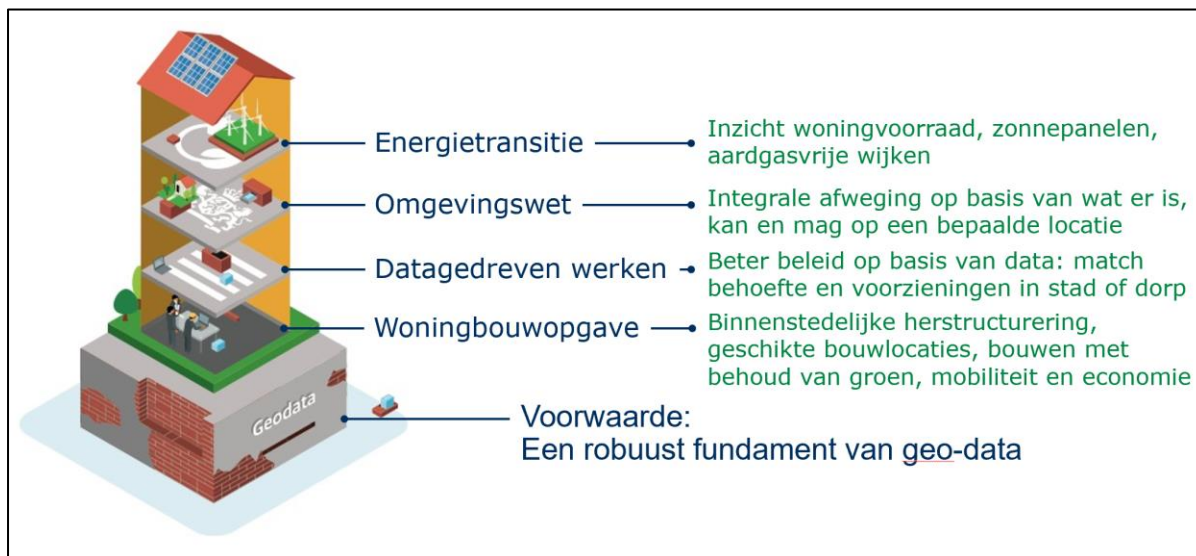 Energietransitie
Inzicht woningvoorraad, zonnepanelen,
aardgasvrije wijken
Omgevingswet
Integrale afweging op basis van wat er is,
kan en mag op een bepaalde locatie
Datagedreven werken
Beter beleid op basis van data: match
behoefte en voorzieningen in stad of dorp
Woningbouwopgave
Binnenstedelijke herstructurering,
geschikte bouwlocaties, bouwen met
behoud van groen, mobiliteit en economie
Geodata
Voorwaarde:
Een robuust fundament van geo-data